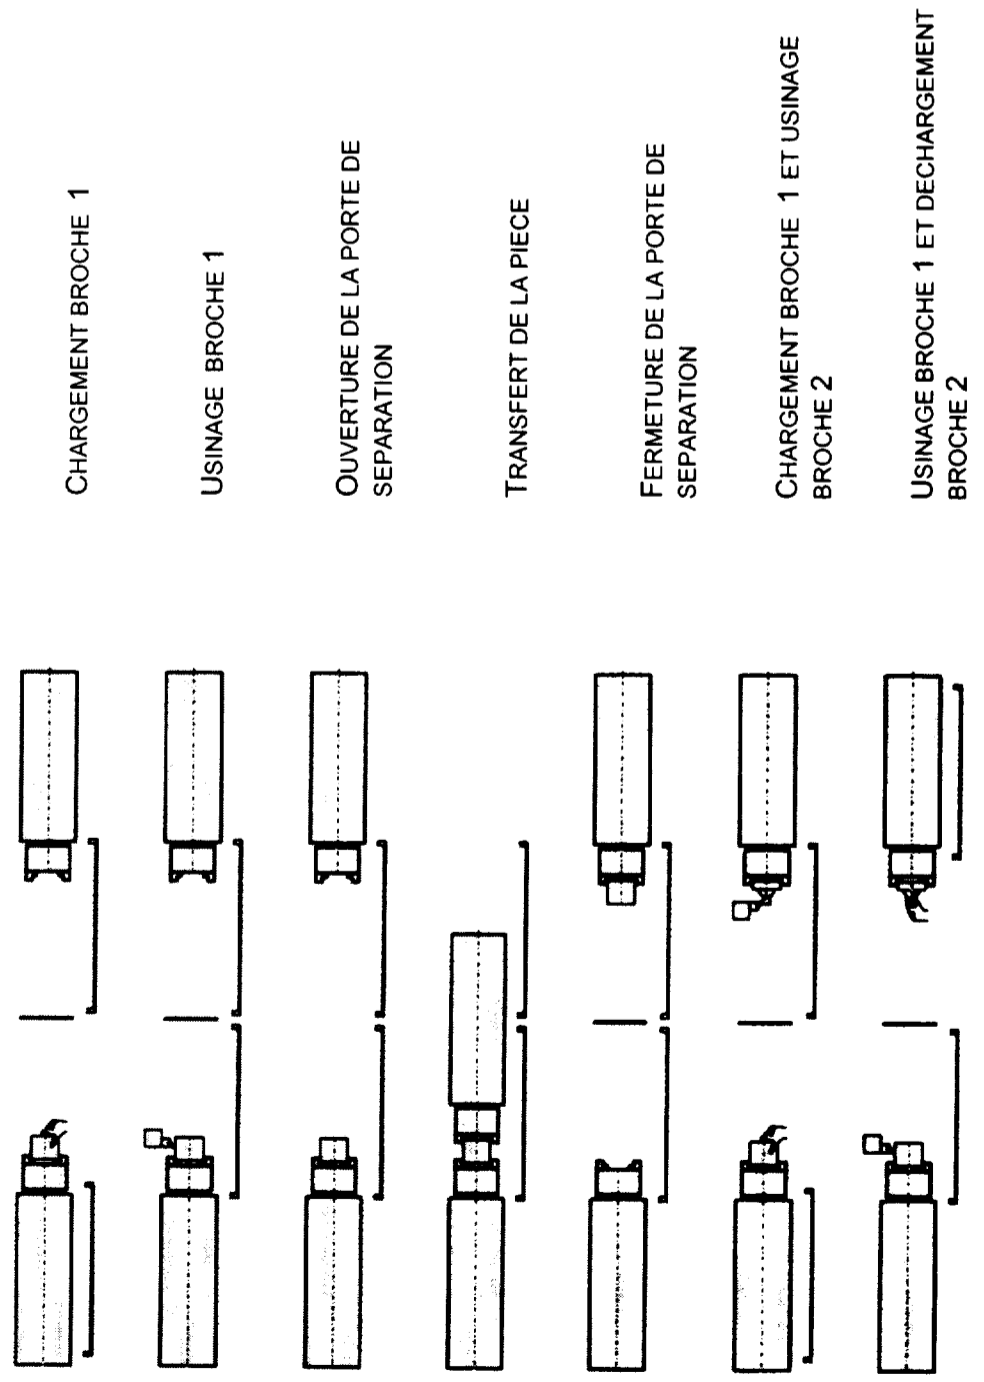 CHARGEMENT BROCHE 1
USINAGE BROCHE 1
OUVERTURE DE LA PORTE DE
SEPARATION
TRANSFERT DE LA PIECE
FERMETURE DE LA PORTE DE
SEPARATION
CHARGEMENT BROCHE 1 ET USINAGE
BROCHE 2
USINAGE BROCHE 1 ET DECHARGEMENT
BROCHE 2